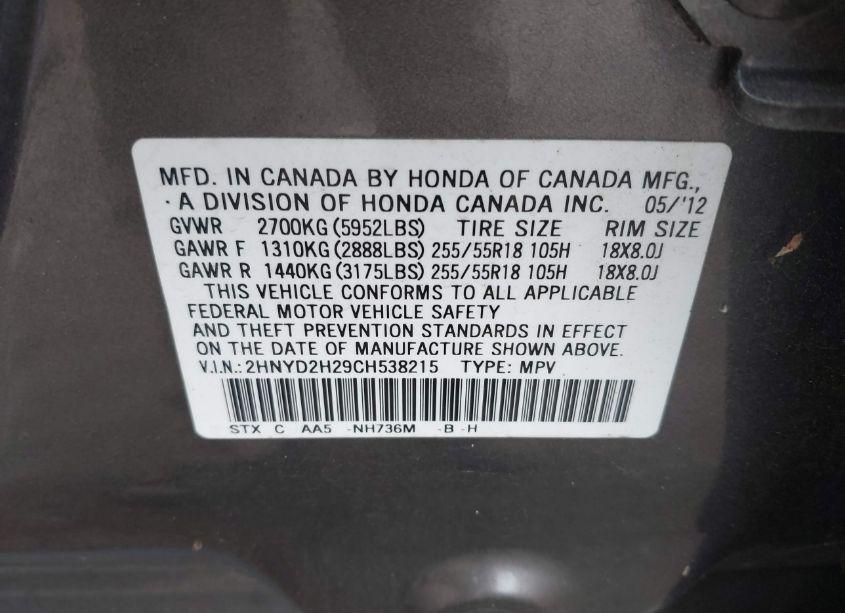 MFD. IN CANADA BY HONDA OF CANADA MFG.,
A DIVISION OF HONDA CANADA INC. 05/'12
GVWR 2700KG (5952LBS) TIRE SIZE RIM SIZE
GAWR F 1310KG (2888LBS) 255/55R18 105H 18X8.0J
GAWR R 1440KG (3175LBS) 255/55R18 105H 18X8.0J
THIS VEHICLE CONFORMS TO ALL APPLICABLE
FEDERAL MOTOR VEHICLE SAFETY
AND THEFT PREVENTION STANDARDS IN EFFECT
ON THE DATE OF MANUFACTURE SHOWN ABOVE.
V.I.N.: 2HNYD2H29CH538215 TYPE: MPV
STX C AA5 -NH736M -B -H